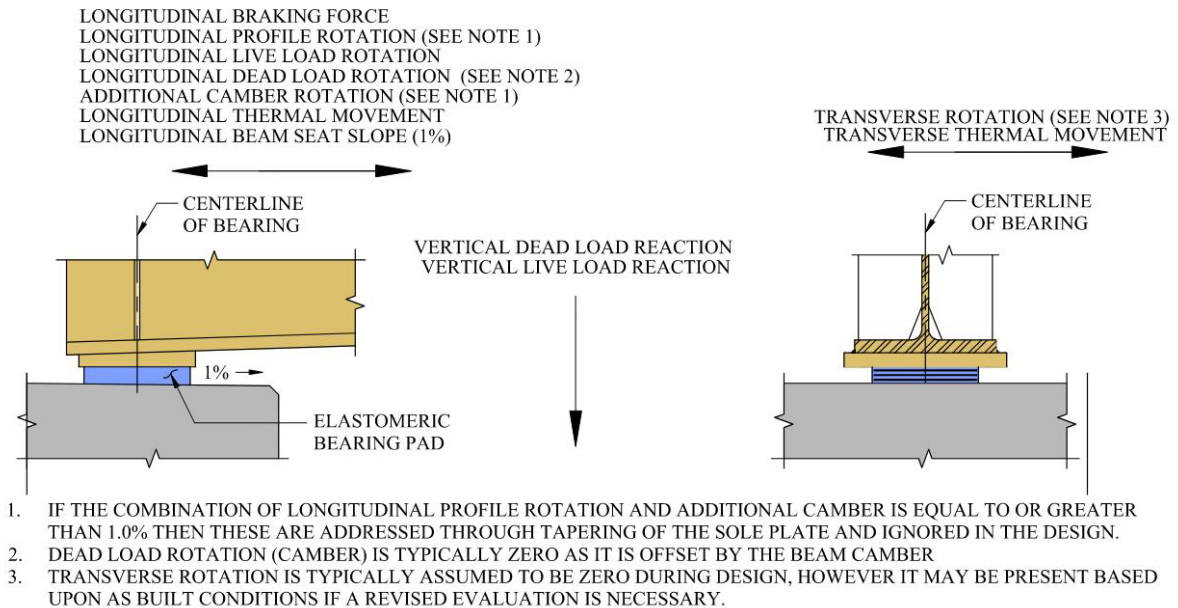 LONGITUDINAL BRAKING FORCE
LONGITUDINAL PROFILE ROTATION (SEE NOTE 1)
LONGITUDINAL LIVE LOAD ROTATION
LONGITUDINAL DEAD LOAD ROTATION (SEE NOTE 2)
ADDITIONAL CAMBER ROTATION (SEE NOTE 1)
LONGITUDINAL THERMAL MOVEMENT
LONGITUDINAL BEAM SEAT SLOPE (1%)
TRANSVERSE ROTATION (SEE NOTE 3)
TRANSVERSE THERMAL MOVEMENT
CENTERLINE
OF BEARING
VERTICAL DEAD LOAD REACTION
VERTICAL LIVE LOAD REACTION
CENTERLINE
OF BEARING
1%
ELASTOMERIC
BEARING PAD
1. IF THE COMBINATION OF LONGITUDINAL PROFILE ROTATION AND ADDITIONAL CAMBER IS EQUAL TO OR GREATER
THAN 1.0% THEN THESE ARE ADDRESSED THROUGH TAPERING OF THE SOLE PLATE AND IGNORED IN THE DESIGN.
2. DEAD LOAD ROTATION (CAMBER) IS TYPICALLY ZERO AS IT IS OFFSET BY THE BEAM CAMBER
3. TRANSVERSE ROTATION IS TYPICALLY ASSUMED TO BE ZERO DURING DESIGN, HOWEVER IT MAY BE PRESENT BASED
UPON AS BUILT CONDITIONS IF A REVISED EVALUATION IS NECESSARY.